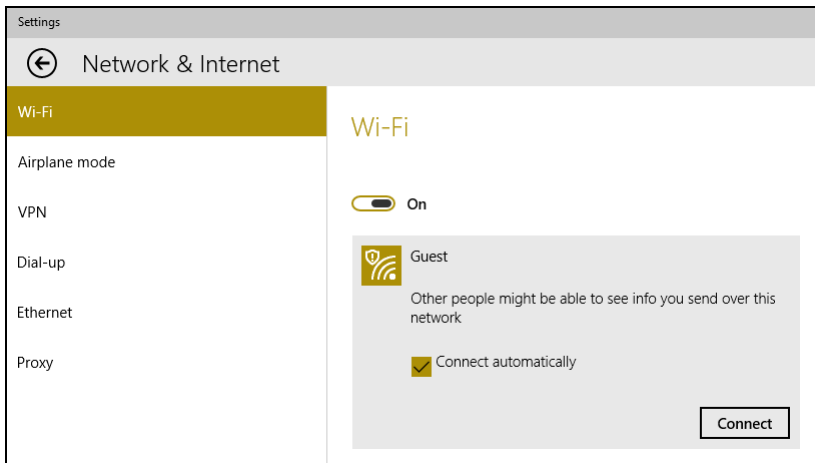 Settings
Network & Internet
Wi-Fi
Airplane mode
VPN
Dial-up
Ethernet
Proxy
Wi-Fi
On
Guest
Other people might be able to see info you send over this
network
Connect automatically
Connect